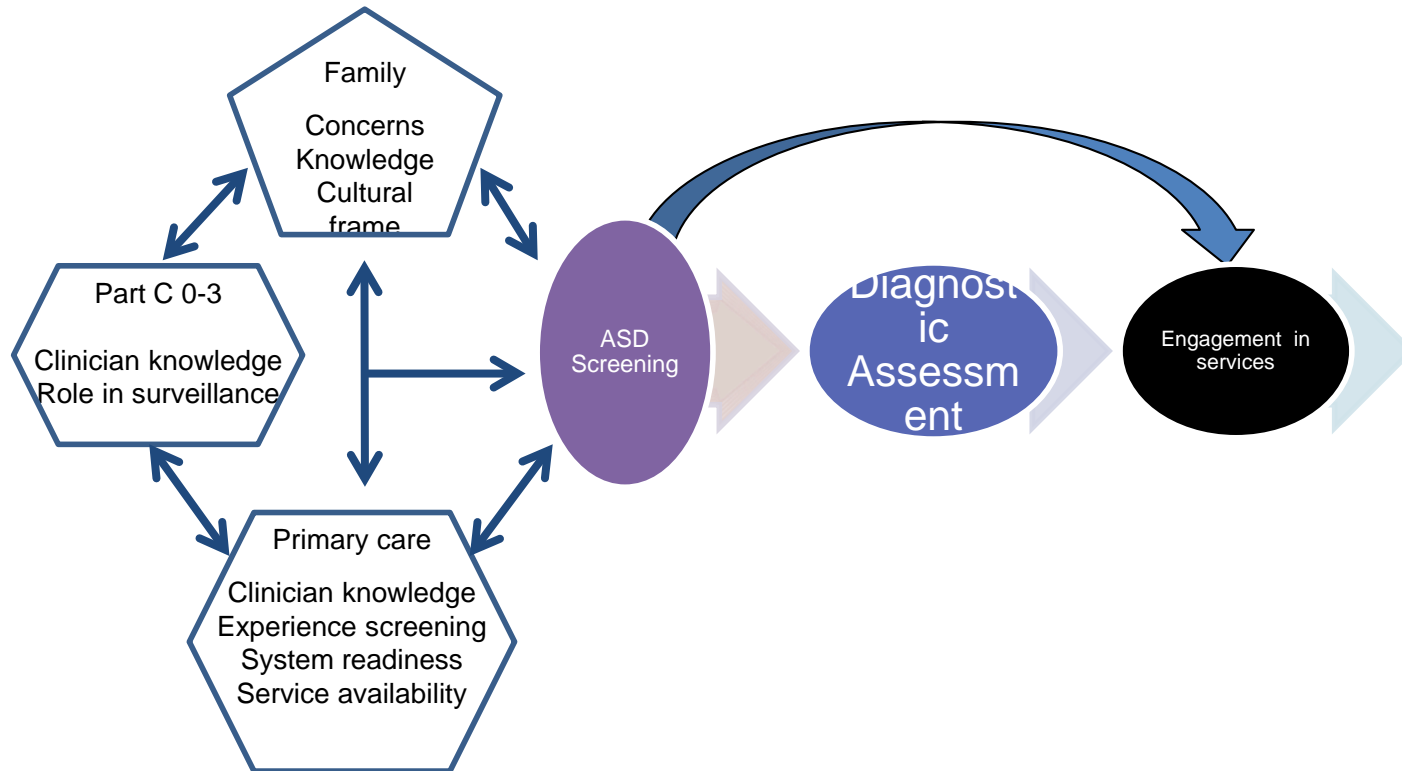 Family
Concerns
Knowledge
Cultural
frame
Part C 0-3
Clinician knowledge
Role in surveillance
Primary care
Clinician knowledge
Experience screening
System readiness
Service availability
ASD
Screening
Diagnost
ic
Assessm
ent
Engagement in
services